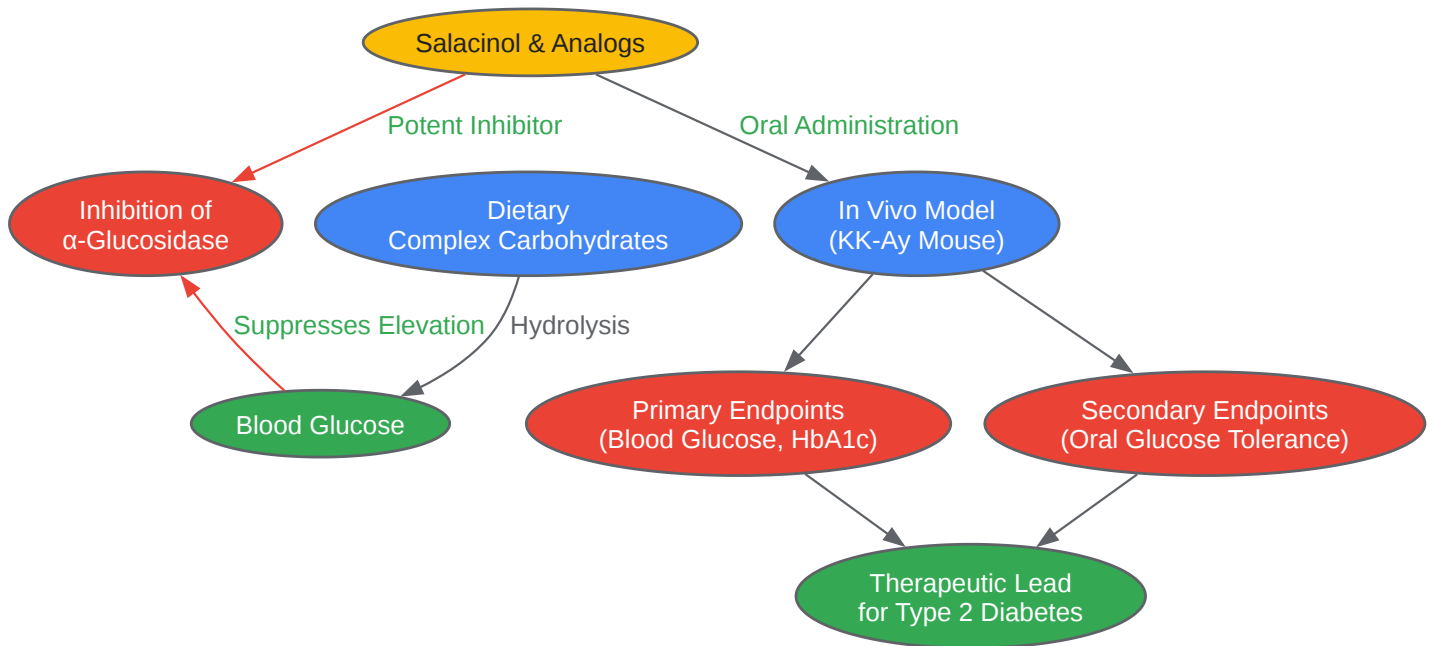 Salacinol & Analogs
Potent Inhibitor
Oral Administration
Inhibition of
α-Glucosidase
Dietary
Complex Carbohydrates
In Vivo Model
(KK-Ay Mouse)
Suppresses Elevation
Hydrolysis
Blood Glucose
Primary Endpoints
(Blood Glucose, HbA1c)
Secondary Endpoints
(Oral Glucose Tolerance)
Therapeutic Lead
for Type 2 Diabetes